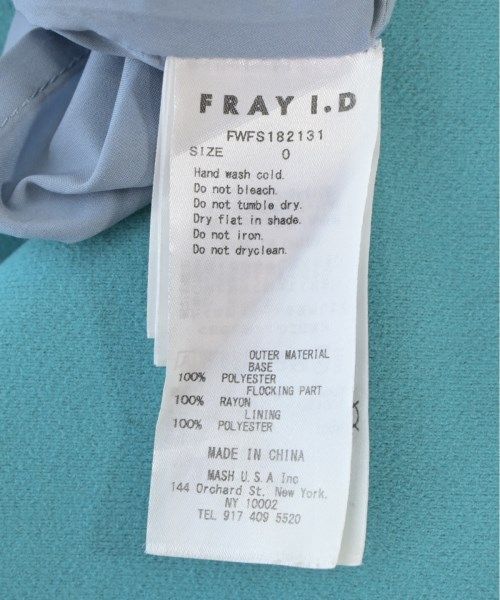 FRAY I.D
FWFS182131
SIZE 0
Hand wash cold.
Do not bleach.
Do not tumble dry.
Dry flat in shade.
Do not iron.
Do not dryclean.
OUTER MATERIAL
BASE
100% POLYESTER
FLOCKING PART
100% RAYON
LINING
100% POLYESTER
MADE IN CHINA
MASH U.S.A Inc
144 Orchard St. New York.
NY 10002
TEL 917 409 5520